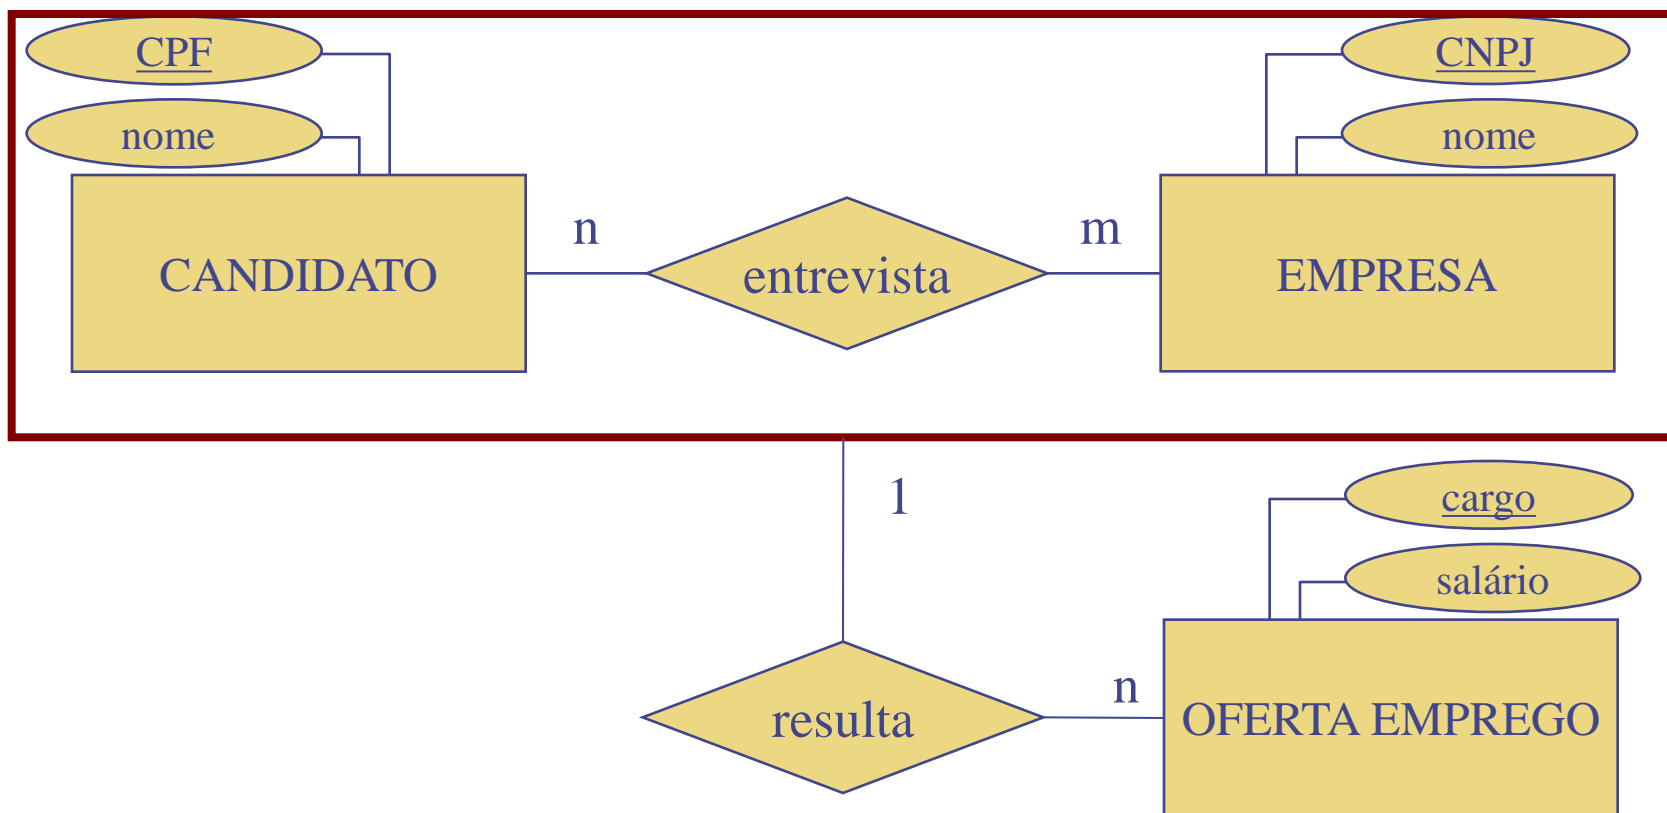 CPF
CNPJ
nome
nome
n
m
CANDIDATO
entrevista
EMPRESA
1
cargo
salário
n
resulta
OFERTA EMPREGO